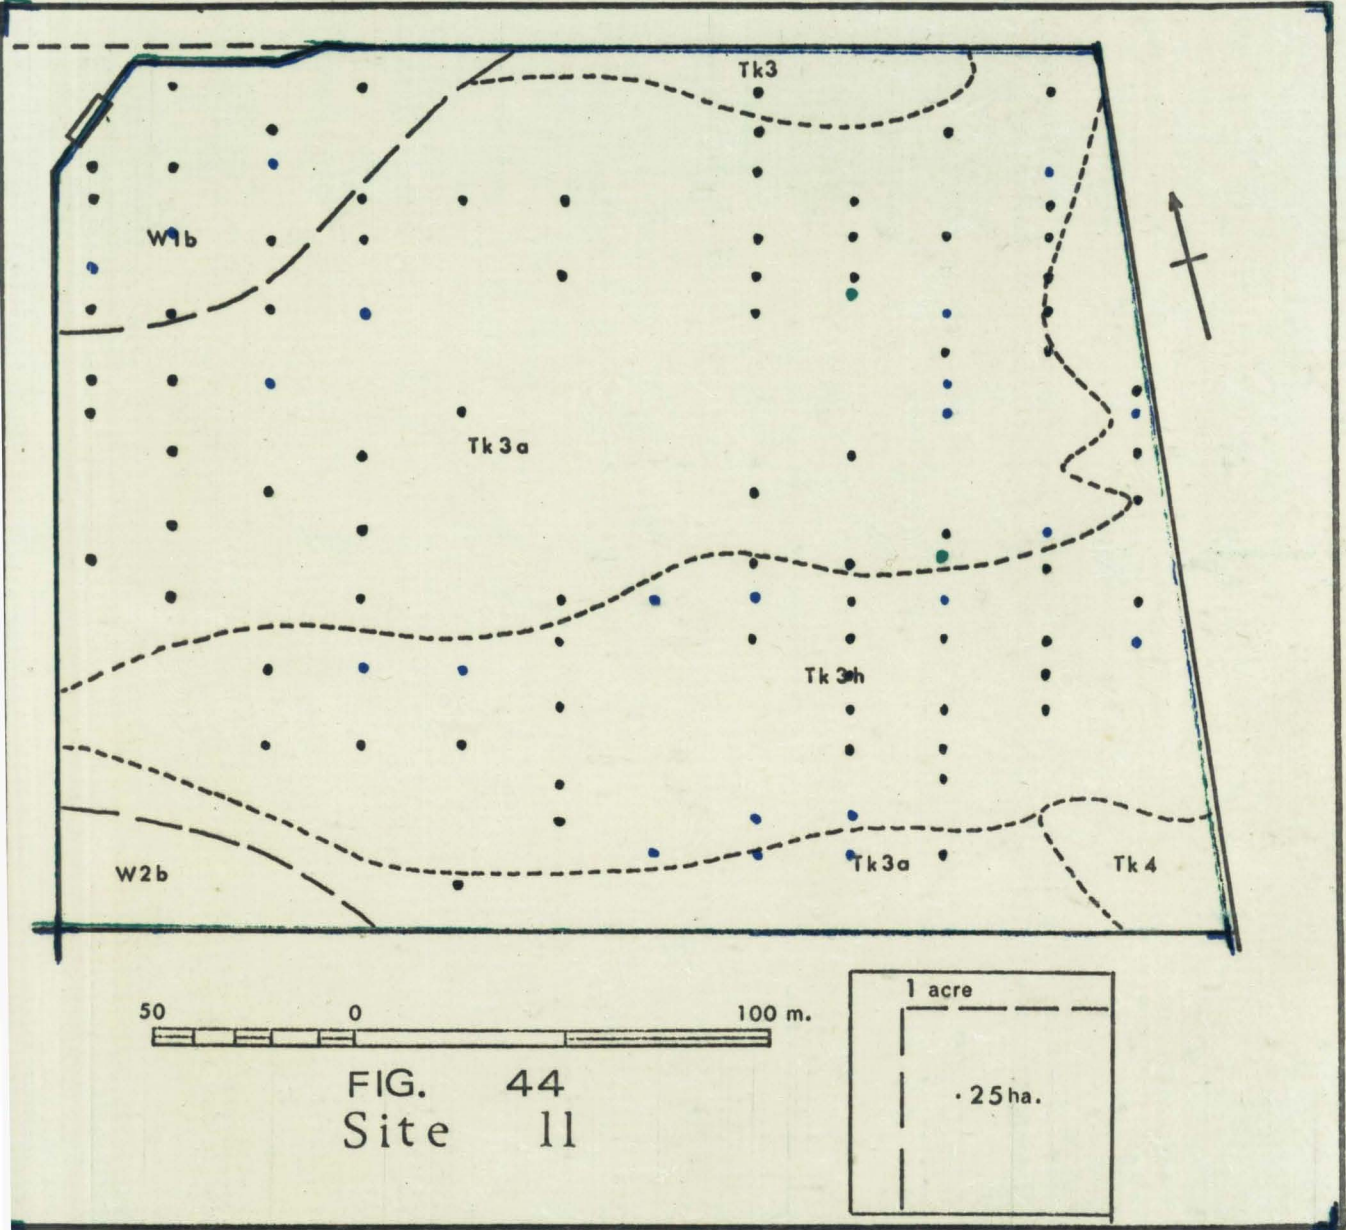 Tk3
W1b
Tk3a
Tk3h
W2b
Tk3a
Tk4
50 0 100 m.
1 acre
·25ha.
FIG. 44
Site 11